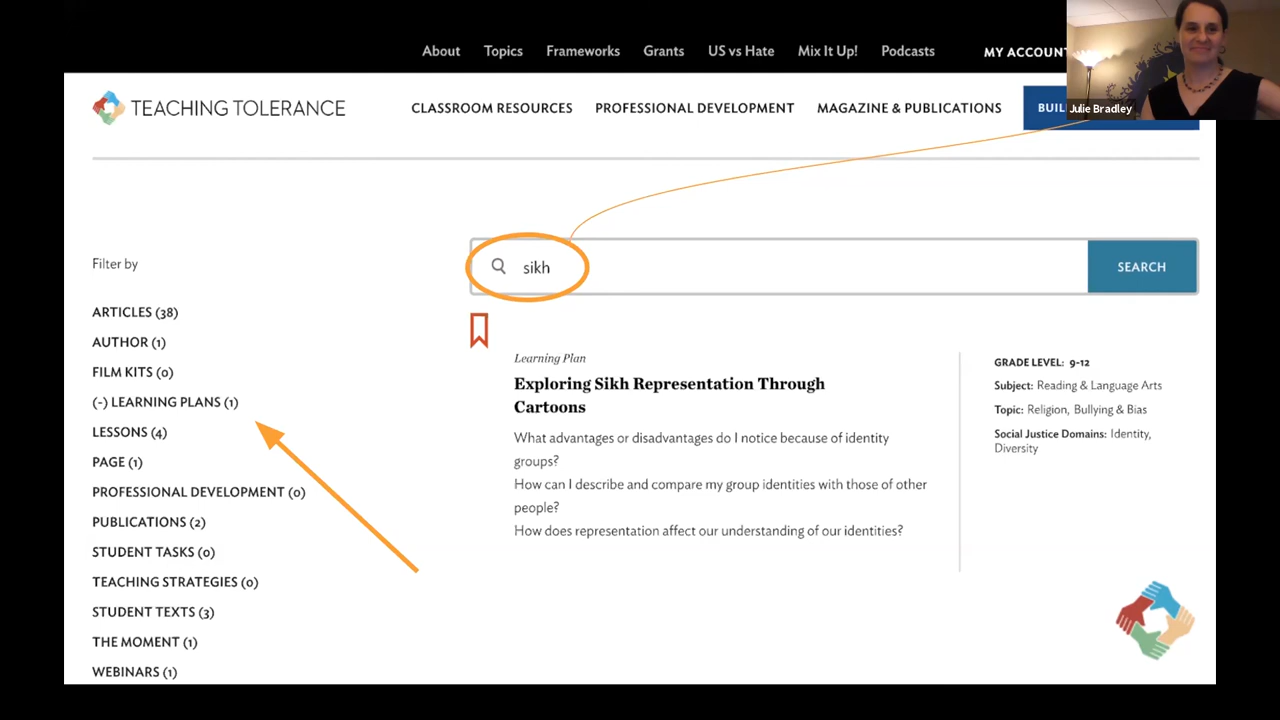 About Topics Frameworks Grants US vs Hate Mix It Up! Podcasts MY ACCOUNT
Julie Bradley
TEACHING TOLERANCE CLASSROOM RESOURCES PROFESSIONAL DEVELOPMENT MAGAZINE & PUBLICATIONS
Filter by
sikh SEARCH
ARTICLES (38)
AUTHOR (1)
FILM KITS (0)
(-) LEARNING PLANS (1)
LESSONS (4)
PAGE (1)
PROFESSIONAL DEVELOPMENT (0)
PUBLICATIONS (2)
STUDENT TASKS (0)
TEACHING STRATEGIES (0)
STUDENT TEXTS (3)
THE MOMENT (1)
WEBINARS (1)
Learning Plan
Exploring Sikh Representation Through
Cartoons
What advantages or disadvantages do I notice because of identity
groups?
How can I describe and compare my group identities with those of other
people?
How does representation affect our understanding of our identities?
GRADE LEVEL: 9-12
Subject: Reading & Language Arts
Topic: Religion, Bullying & Bias
Social Justice Domains: Identity,
Diversity